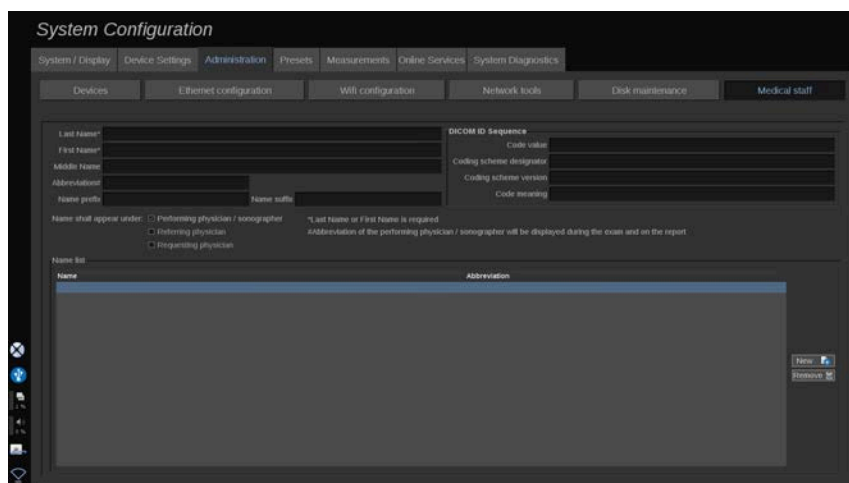 System Configuration
System / Display Device Settings Administration Presets Measurements Online Services System Diagnostics
Devices Ethernet configuration Wifi configuration Network tools Disk maintenance Medical staff
Last Name*
First Name*
Middle Name
Abbreviation#
Name prefix Name suffix
DICOM ID Sequence
Code value
Coding scheme designator
Coding scheme version
Code meaning
Name shall appear under: Performing physician / sonographer *Last Name or First Name is required
Referring physician #Abbreviation of the performing physician / sonographer will be displayed during the exam and on the report
Requesting physician
Name list
Name Abbreviation
New
Remove